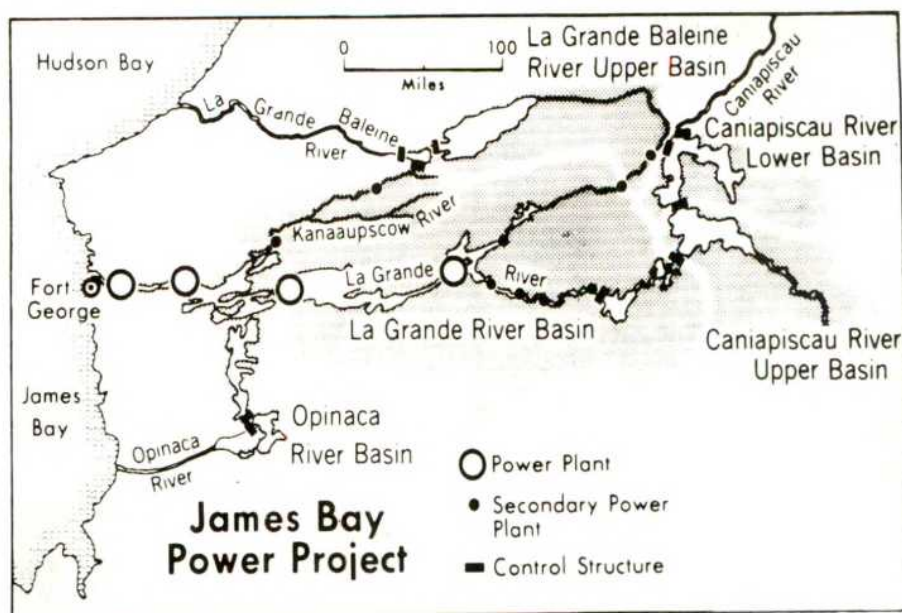 Hudson Bay
0 100
Miles
La Grande Baleine
River Upper Basin
Caniapiscau
River
La Grande Baleine
River
Caniapiscau River
Lower Basin
Kanaaupscow River
Fort
George
La Grande
River
La Grande River Basin
Caniapiscau River
Upper Basin
James
Bay
Opinaca
River Basin
Opinaca
River
James Bay
Power Project
Power Plant
Secondary Power
Plant
Control Structure